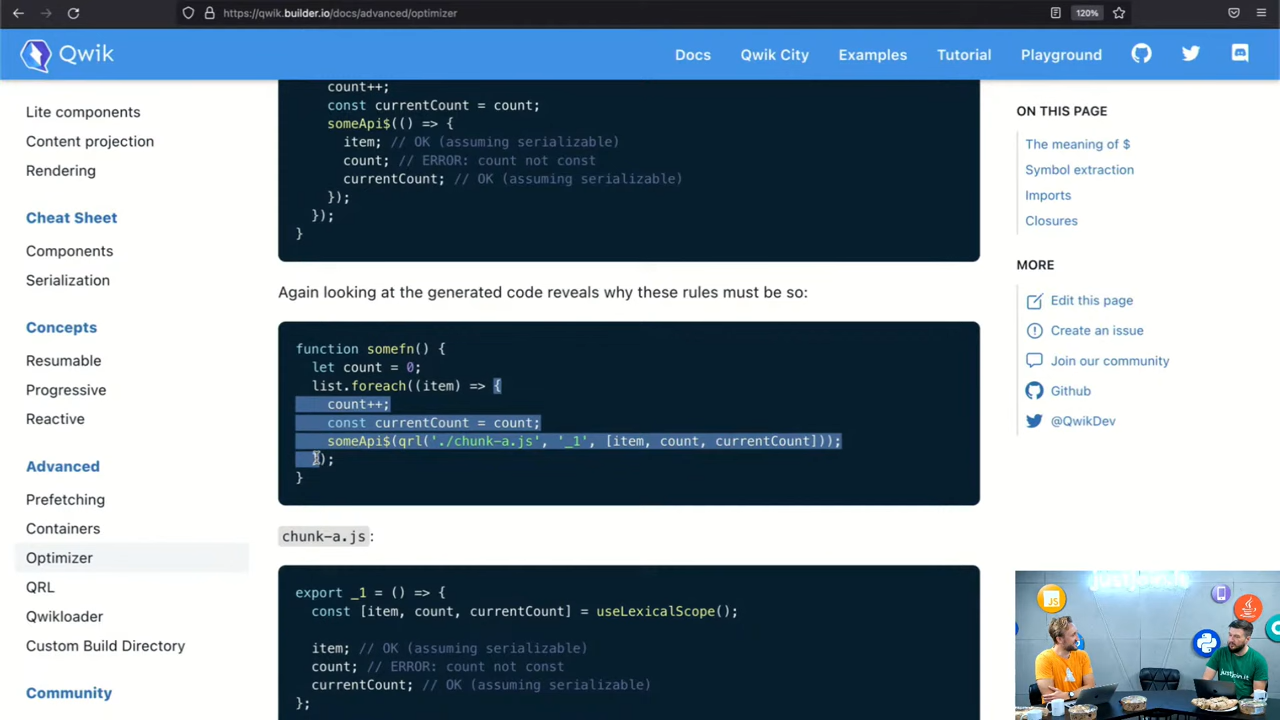 https://qwik.builder.io/docs/advanced/optimizer
120%
Qwik
Docs
Qwik City
Examples
Tutorial
Playground
Lite components
Content projection
Rendering
Cheat Sheet
Components
Serialization
Concepts
Resumable
Progressive
Reactive
Advanced
Prefetching
Containers
Optimizer
QRL
Qwikloader
Custom Build Directory
Community
count++;
const currentCount = count;
someApi$(() => {
item; // OK (assuming serializable)
count; // ERROR: count not const
currentCount; // OK (assuming serializable)
});
});
}
Again looking at the generated code reveals why these rules must be so:
function somefn() {
let count = 0;
list.foreach((item) => {
count++;
const currentCount = count;
someApi$(qrl('./chunk-a.js', '_1', [item, count, currentCount]));
});
}
chunk-a.js:
export _1 = () => {
const [item, count, currentCount] = useLexicalScope();
item; // OK (assuming serializable)
count; // ERROR: count not const
currentCount; // OK (assuming serializable)
};
ON THIS PAGE
The meaning of $
Symbol extraction
Imports
Closures
MORE
Edit this page
Create an issue
Join our community
Github
@QwikDev
JS
justjoin.it